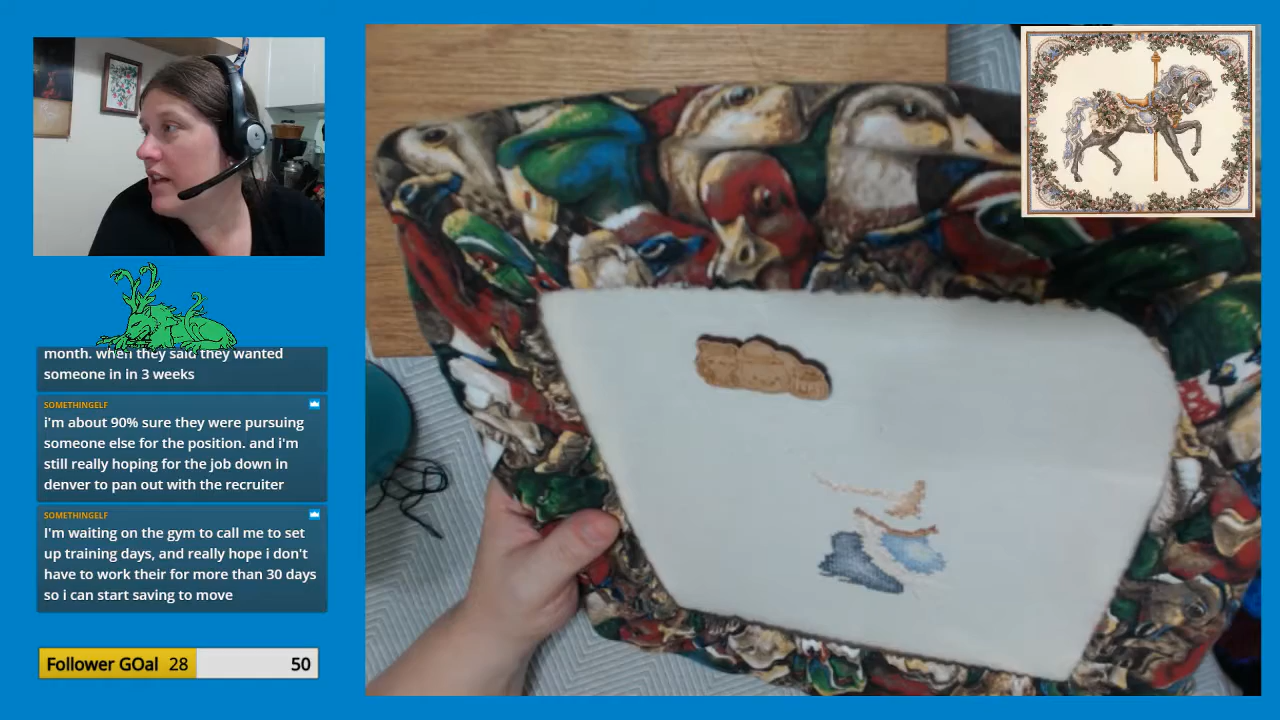 month. when they said they wanted
someone in in 3 weeks
SOMETHINGELF
i'm about 90% sure they were pursuing
someone else for the position. and i'm
still really hoping for the job down in
denver to pan out with the recruiter
SOMETHINGELF
I'm waiting on the gym to call me to set
up training days, and really hope i don't
have to work their for more than 30 days
so i can start saving to move
Follower GOal 28 50